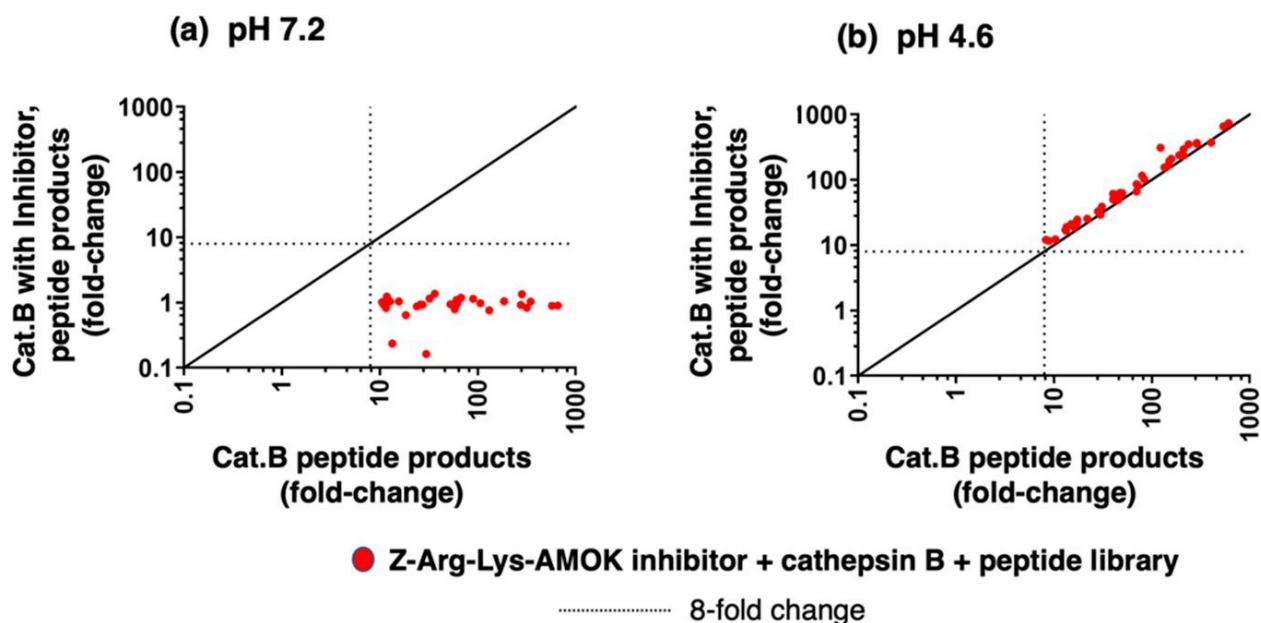 (a) pH 7.2
(b) pH 4.6
Cat.B with Inhibitor,
peptide products
(fold-change)
1000
100
10
1
0.1
0.1
1
10
100
1000
Cat.B peptide products
(fold-change)
Cat.B with Inhibitor,
peptide products
(fold-change)
1000
100
10
1
0.1
0.1
1
10
100
1000
Cat.B peptide products
(fold-change)
Z-Arg-Lys-AMOK inhibitor + cathepsin B + peptide library
8-fold change